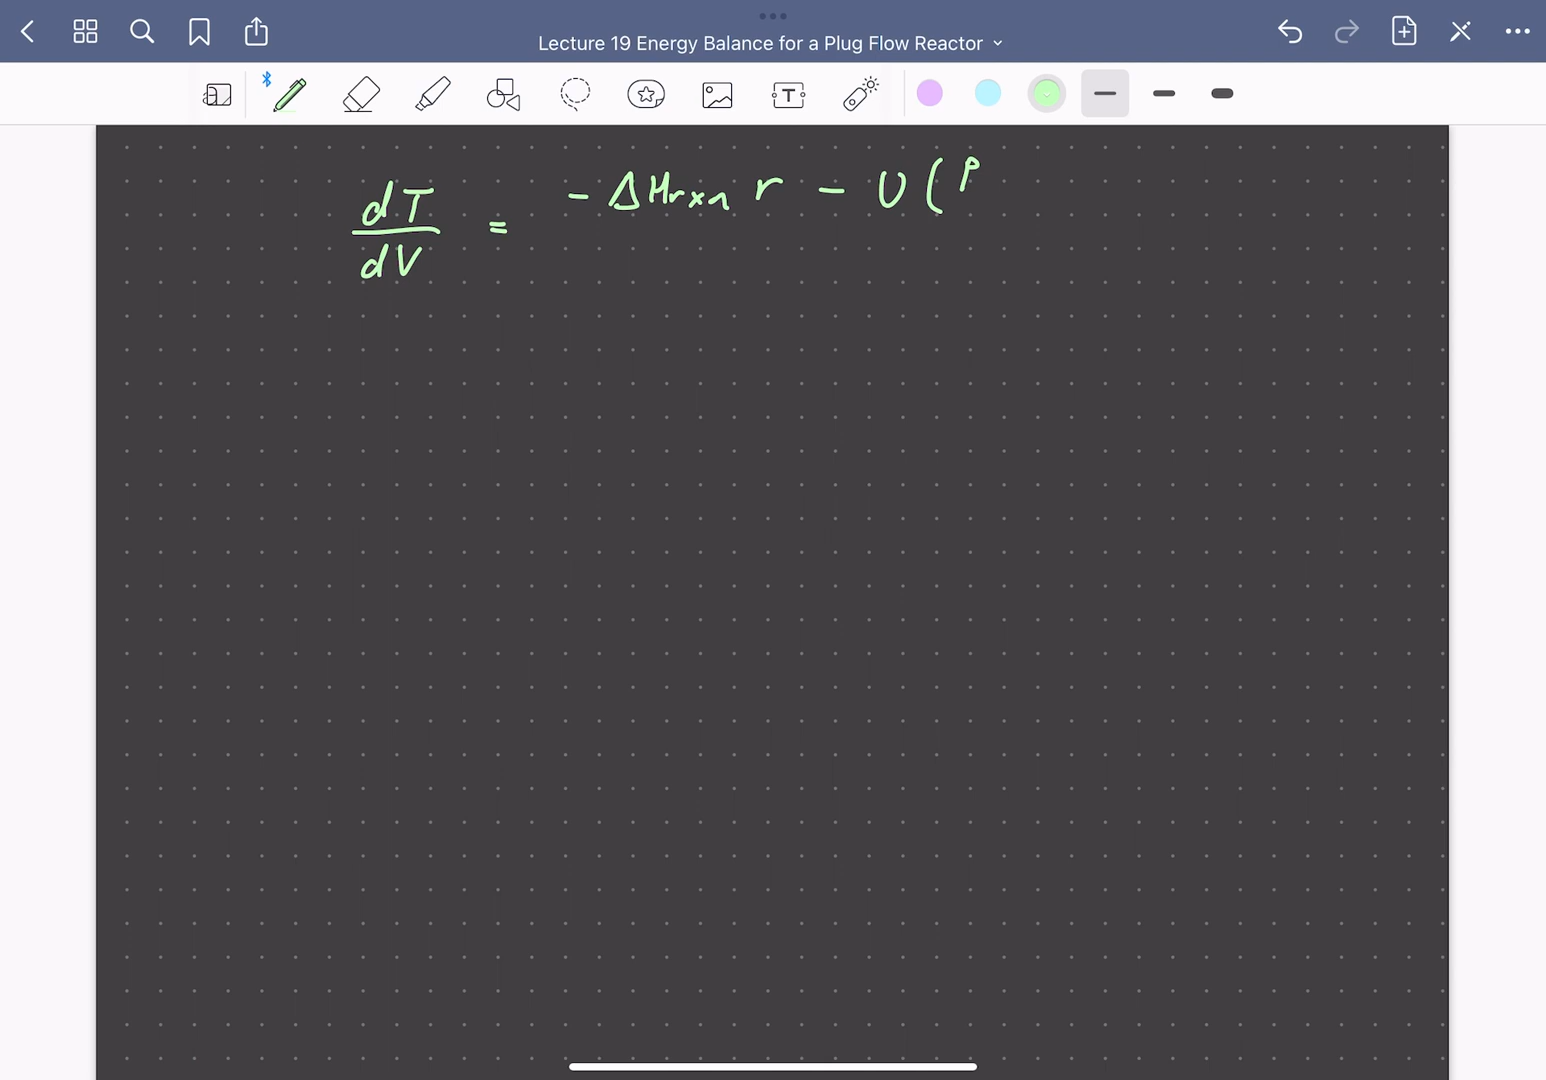 Lecture 19 Energy Balance for a Plug Flow Reactor
T
dT/dV = -ΔHrxn r - U(P